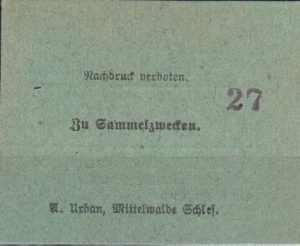 Nachdruck verboten.
27
Zu Sammelzwecken.
A. Urban, Mittelwalde Schles.